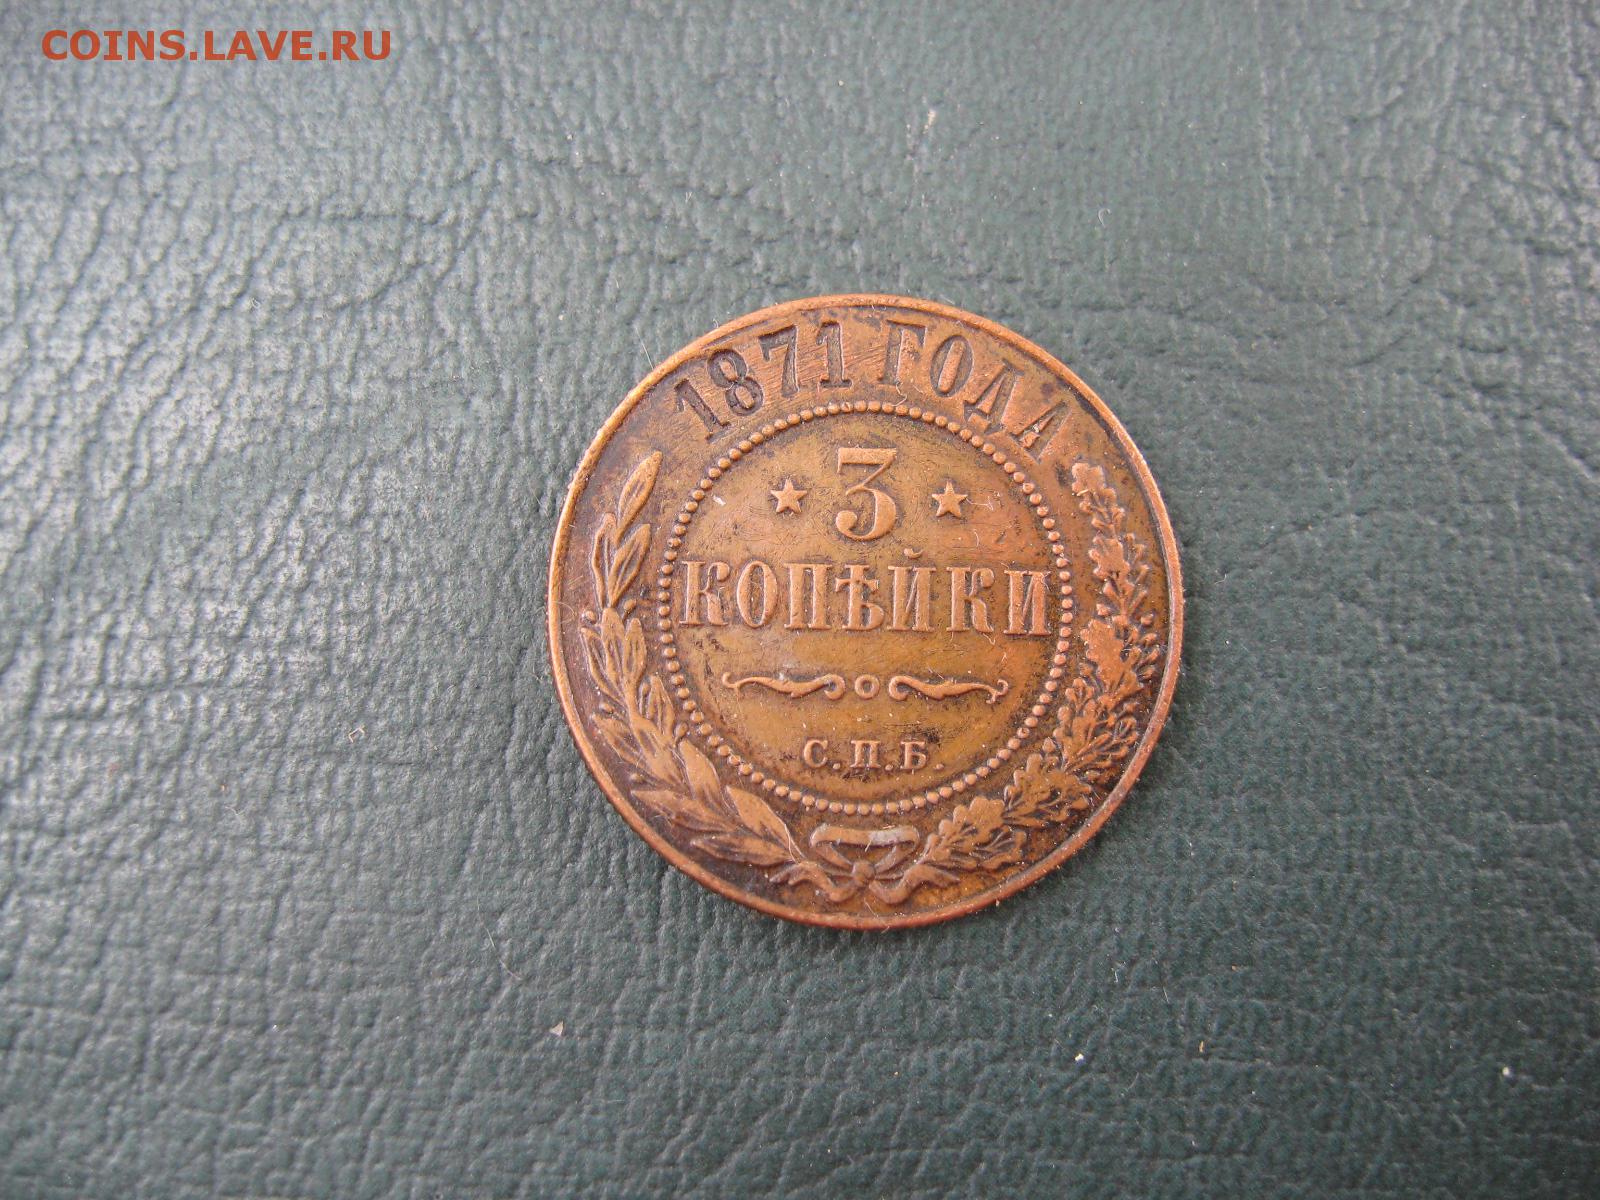 COINS.LAVE.RU
1871 ГОДА
3
КОПѢЙКИ
С.П.Б.